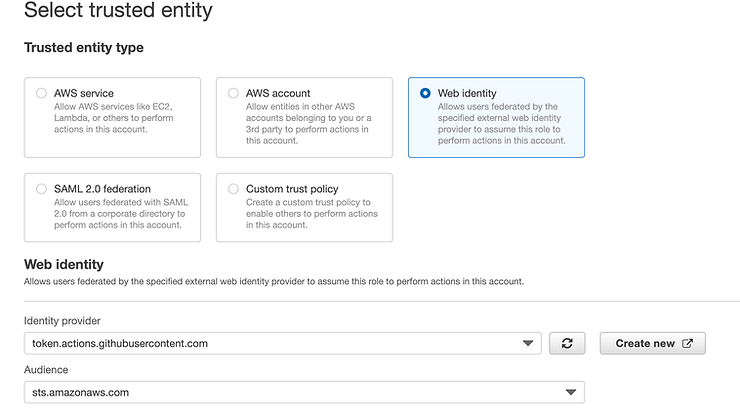 Select trusted entity
Trusted entity type
AWS service
Allow AWS services like EC2,
Lambda, or others to perform
actions in this account.
AWS account
Allow entities in other AWS
accounts belonging to you or a
3rd party to perform actions in
this account.
Web identity
Allows users federated by the
specified external web identity
provider to assume this role to
perform actions in this account.
SAML 2.0 federation
Allow users federated with SAML
2.0 from a corporate directory to
perform actions in this account.
Custom trust policy
Create a custom trust policy to
enable others to perform actions
in this account.
Web identity
Allows users federated by the specified external web identity provider to assume this role to perform actions in this account.
Identity provider
token.actions.githubusercontent.com
Create new
Audience
sts.amazonaws.com